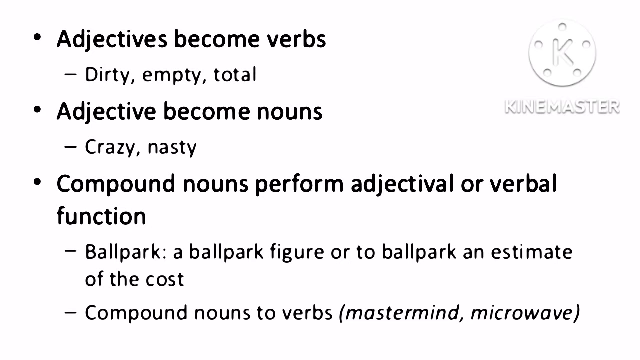 • Adjectives become verbs
– Dirty, empty, total
• Adjective become nouns
– Crazy, nasty
• Compound nouns perform adjectival or verbal
function
– Ballpark: a ballpark figure or to ballpark an estimate
of the cost
– Compound nouns to verbs (mastermind, microwave)
K
KINEMASTER